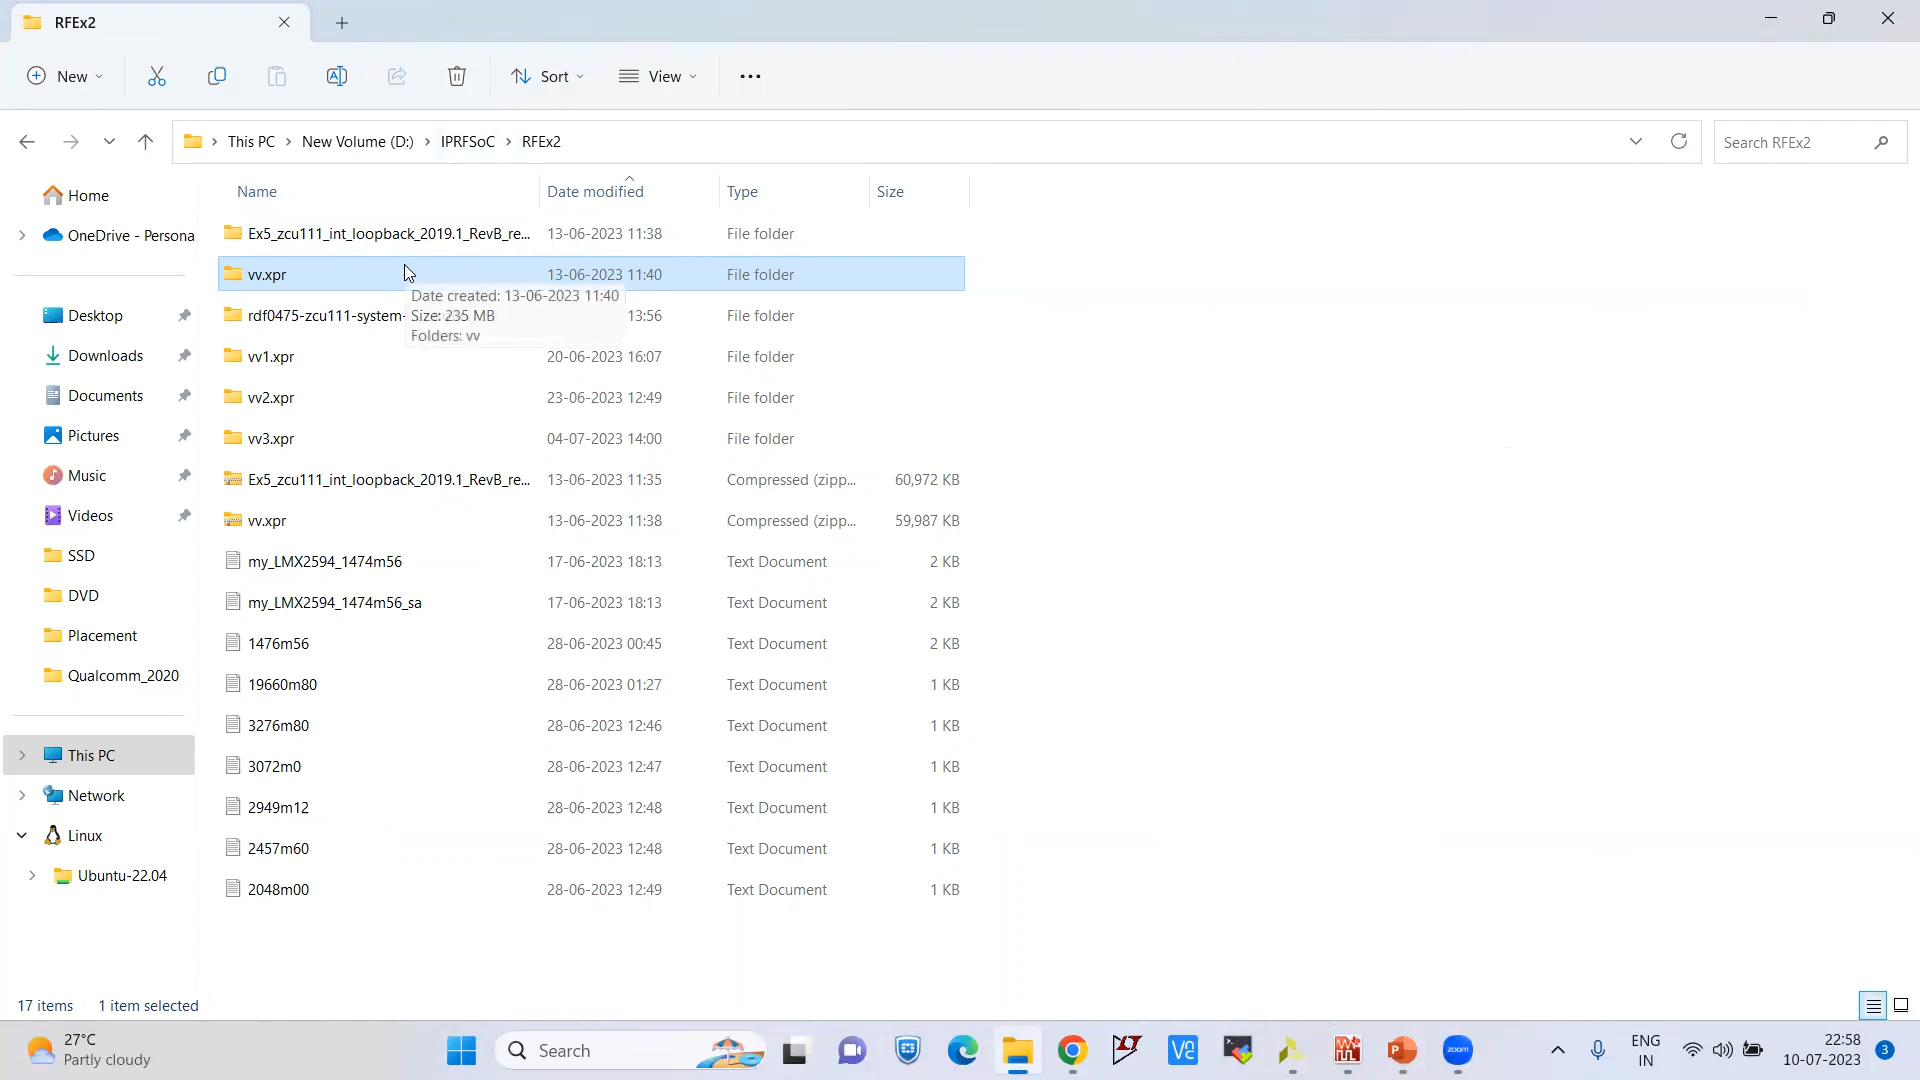 RFEx2
New
Sort
View
This PC
New Volume (D:)
IPRFSoC
RFEx2
Search RFEx2
Name
Date modified
Type
Size
Home
OneDrive - Persona
Desktop
Downloads
Documents
Pictures
Music
Videos
SSD
DVD
Placement
Qualcomm_2020
This PC
Network
Linux
Ubuntu-22.04
Ex5_zcu111_int_loopback_2019.1_RevB_re... 13-06-2023 11:38 File folder
vv.xpr 13-06-2023 11:40 File folder
Date created: 13-06-2023 11:40
Size: 235 MB
Folders: vv
rdf0475-zcu111-system- 13:56 File folder
vv1.xpr 20-06-2023 16:07 File folder
vv2.xpr 23-06-2023 12:49 File folder
vv3.xpr 04-07-2023 14:00 File folder
Ex5_zcu111_int_loopback_2019.1_RevB_re... 13-06-2023 11:35 Compressed (zipp... 60,972 KB
vv.xpr 13-06-2023 11:38 Compressed (zipp... 59,987 KB
my_LMX2594_1474m56 17-06-2023 18:13 Text Document 2 KB
my_LMX2594_1474m56_sa 17-06-2023 18:13 Text Document 2 KB
1476m56 28-06-2023 00:45 Text Document 2 KB
19660m80 28-06-2023 01:27 Text Document 1 KB
3276m80 28-06-2023 12:46 Text Document 1 KB
3072m0 28-06-2023 12:47 Text Document 1 KB
2949m12 28-06-2023 12:48 Text Document 1 KB
2457m60 28-06-2023 12:48 Text Document 1 KB
2048m00 28-06-2023 12:49 Text Document 1 KB
17 items 1 item selected
27°C
Partly cloudy
Search
zoom
ENG
IN
22:58
10-07-2023
3